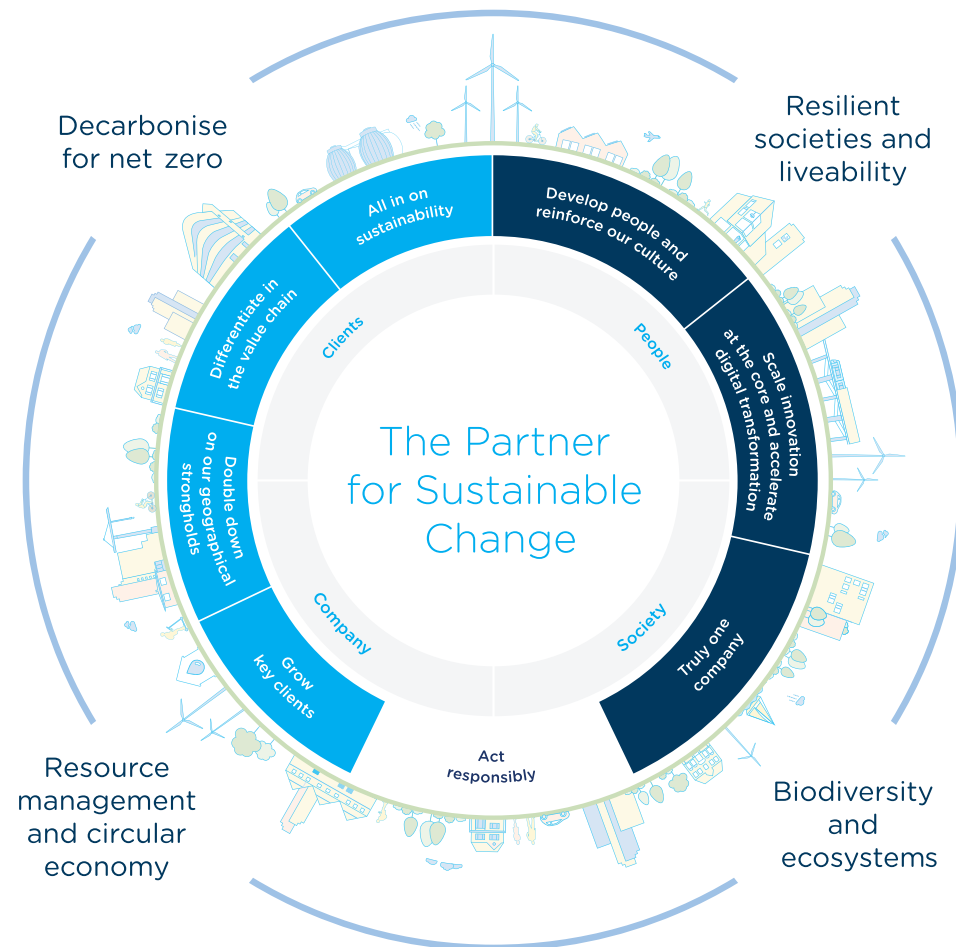 Decarbonise
for net zero
Resilient
societies and
liveability
All in on
sustainability
Develop people and
reinforce our culture
Differentiate in
the value chain
Scale innovation
at the core and accelerate
digital transformation
Clients
People
The Partner
for Sustainable
Change
Double down
on our geographical
strongholds
Company
Society
Grow
key clients
Truly one
company
Act
responsibly
Resource
management
and circular
economy
Biodiversity
and
ecosystems